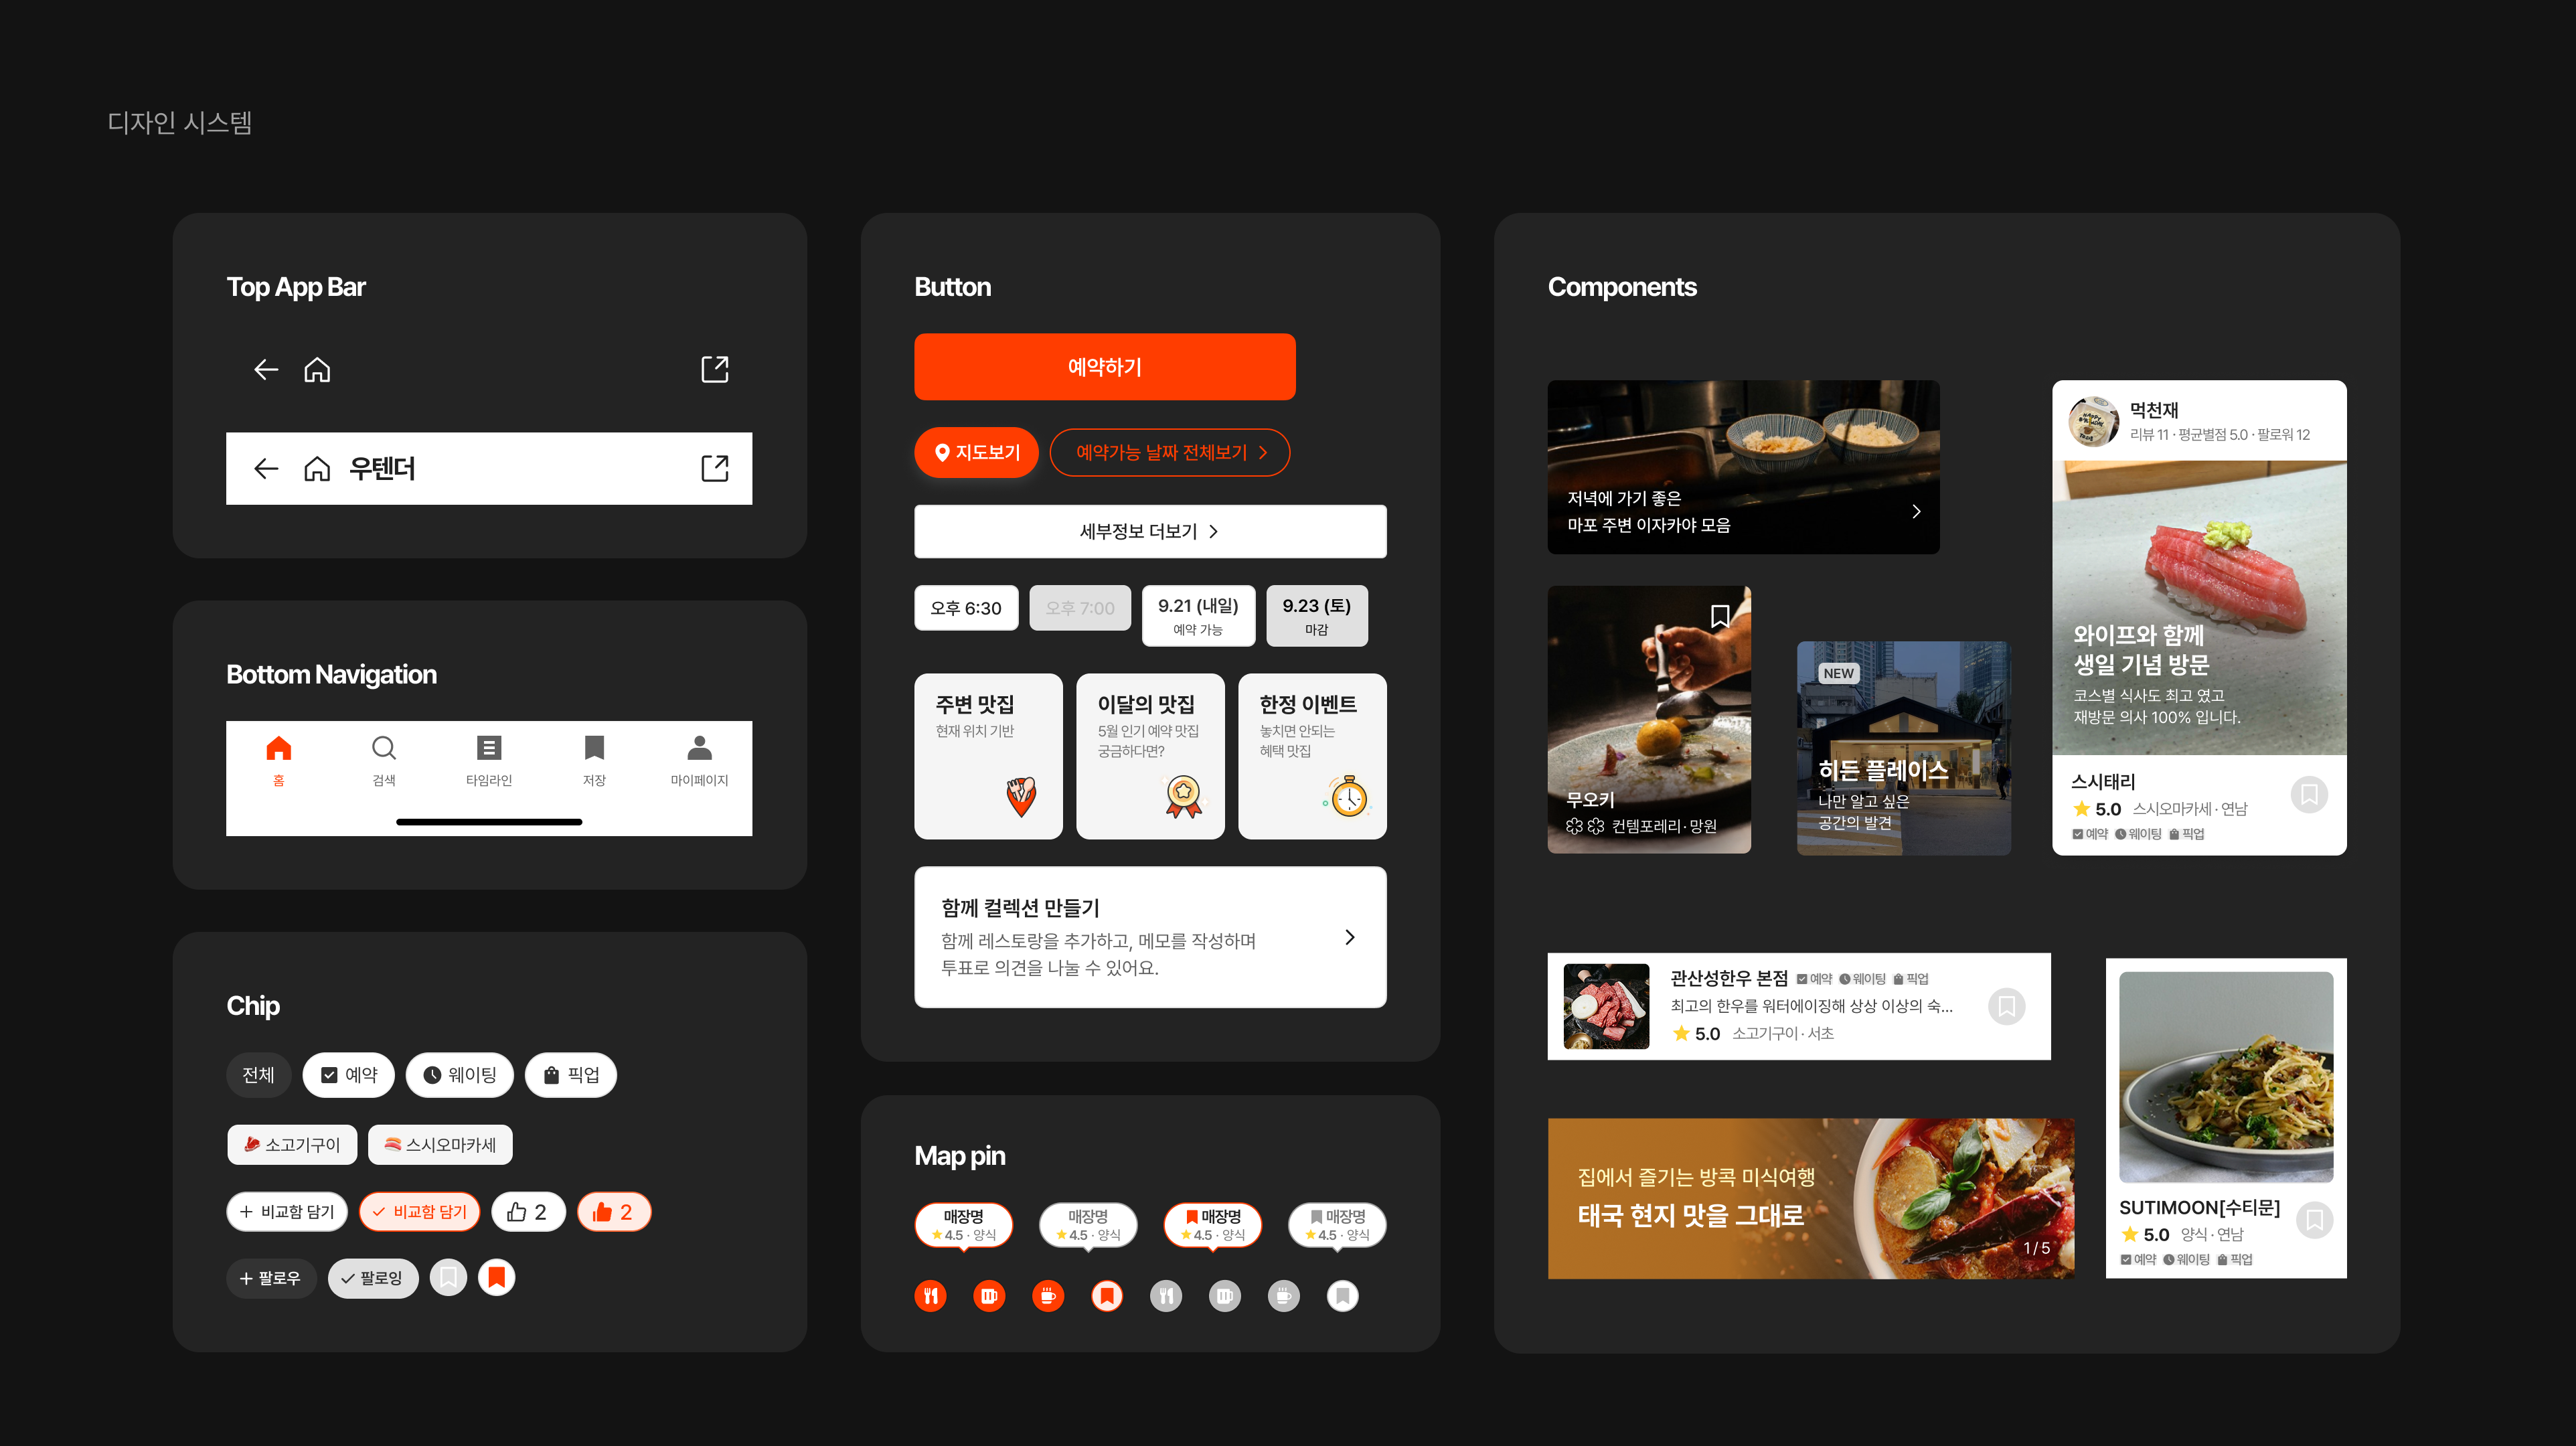 디자인 시스템
Top App Bar
우텐더
Bottom Navigation
홈
검색
타임라인
저장
마이페이지
Chip
전체
예약
웨이팅
픽업
소고기구이
스시오마카세
비교함 담기
비교함 담기
2
2
팔로우
팔로잉
Button
예약하기
지도보기
예약가능 날짜 전체보기
세부정보 더보기
오후 6:30
오후 7:00
9.21 (내일)
예약 가능
9.23 (토)
마감
주변 맛집
현재 위치 기반
이달의 맛집
5월 인기 예약 맛집
궁금하다면?
한정 이벤트
놓치면 안되는
혜택 맛집
함께 컬렉션 만들기
함께 레스토랑을 추가하고, 메모를 작성하며
투표로 의견을 나눌 수 있어요.
Map pin
매장명
4.5 · 양식
매장명
4.5 · 양식
매장명
4.5 · 양식
매장명
4.5 · 양식
Components
저녁에 가기 좋은
마포 주변 이자카야 모음
무오키
컨템포레리 · 망원
NEW
히든 플레이스
나만 알고 싶은
공간의 발견
먹천재
리뷰 11 · 평균별점 5.0 · 팔로워 12
와이프와 함께
생일 기념 방문
코스별 식사도 최고 였고
재방문 의사 100% 입니다.
스시태리
5.0 스시오마카세 · 연남
예약 웨이팅 픽업
관산성한우 본점 예약 웨이팅 픽업
최고의 한우를 워터에이징해 상상 이상의 숙...
5.0 소고기구이 · 서초
집에서 즐기는 방콕 미식여행
태국 현지 맛을 그대로
1 / 5
SUTIMOON[수티문]
5.0 양식 · 연남
예약 웨이팅 픽업